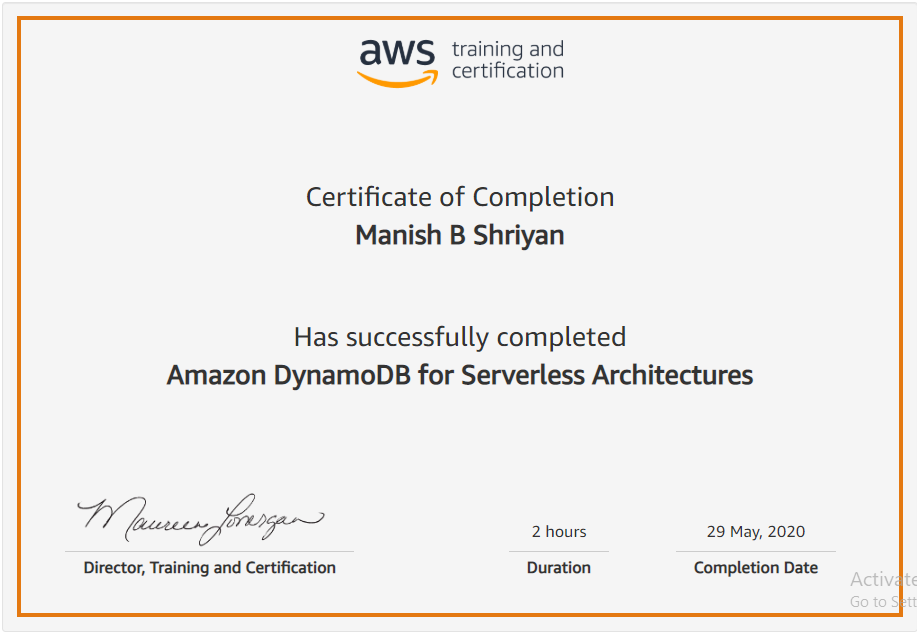 aws training and
certification
Certificate of Completion
Manish B Shriyan
Has successfully completed
Amazon DynamoDB for Serverless Architectures
Maureen Lonergan
2 hours
29 May, 2020
Director, Training and Certification
Duration
Completion Date
Activate
Go to Sett